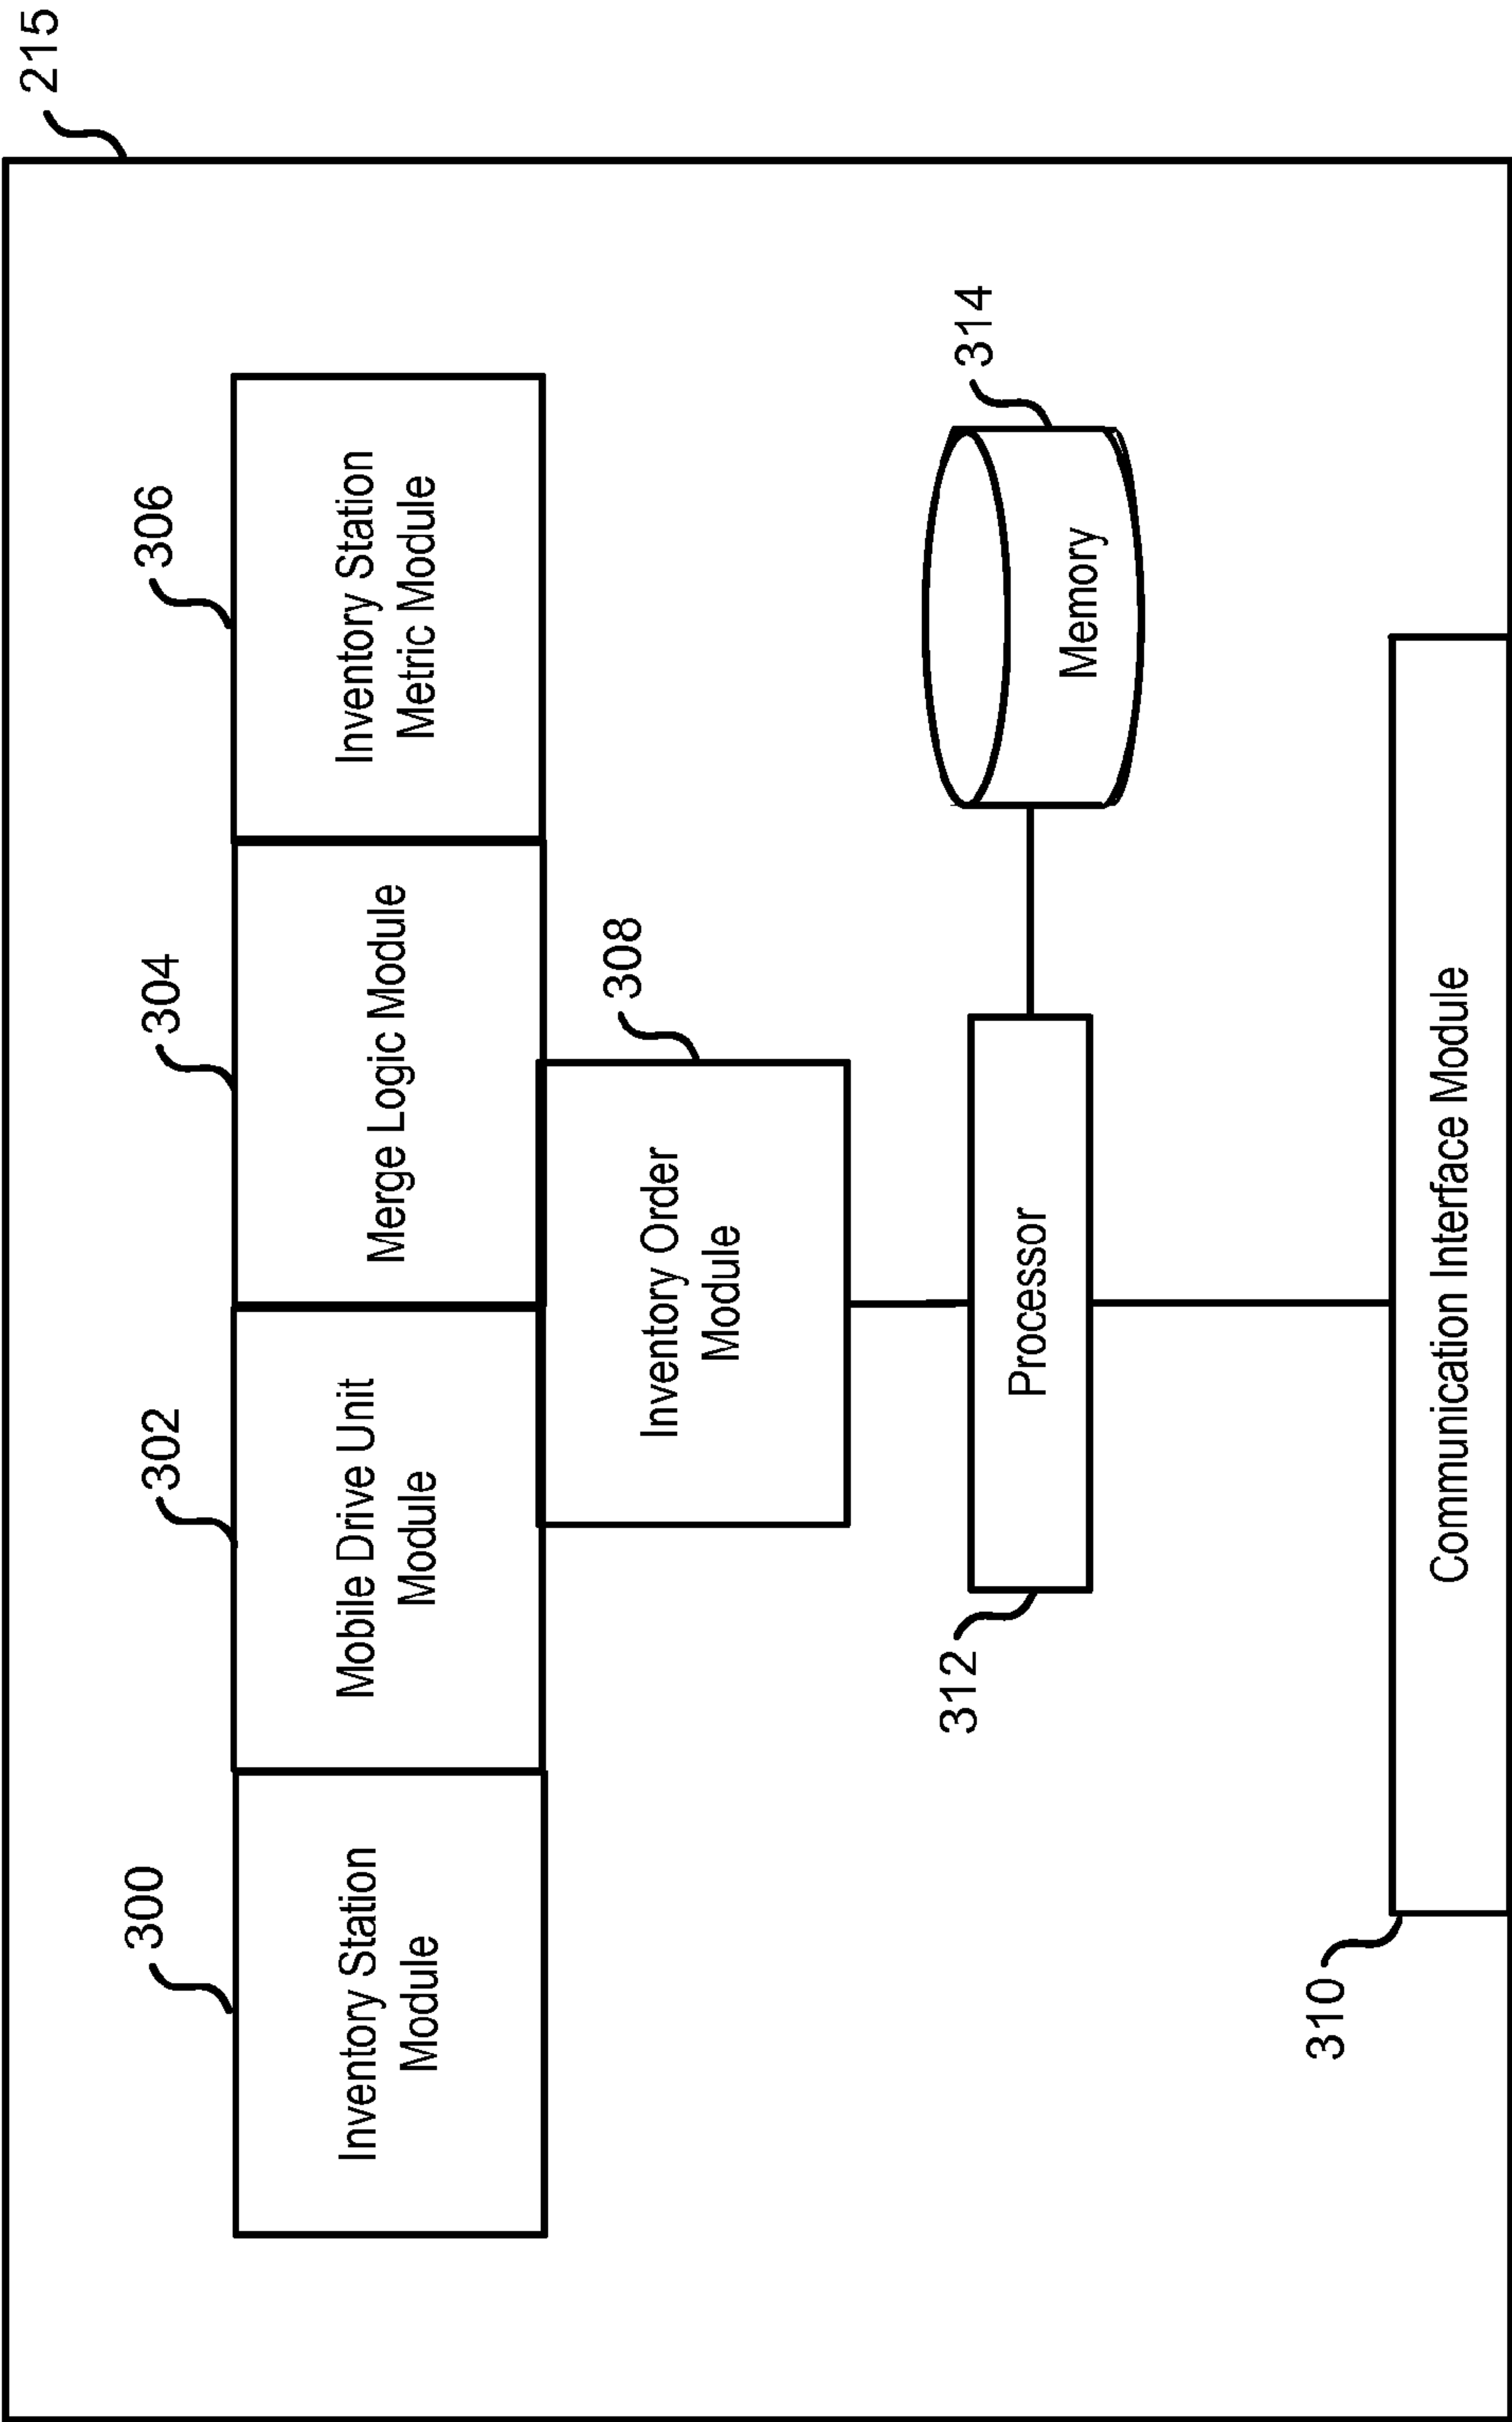 215
300
302
304
306
Inventory Station
Module
Mobile Drive Unit
Module
Merge Logic Module
Inventory Station
Metric Module
308
Inventory Order
Module
312
Processor
314
Memory
310
Communication Interface Module